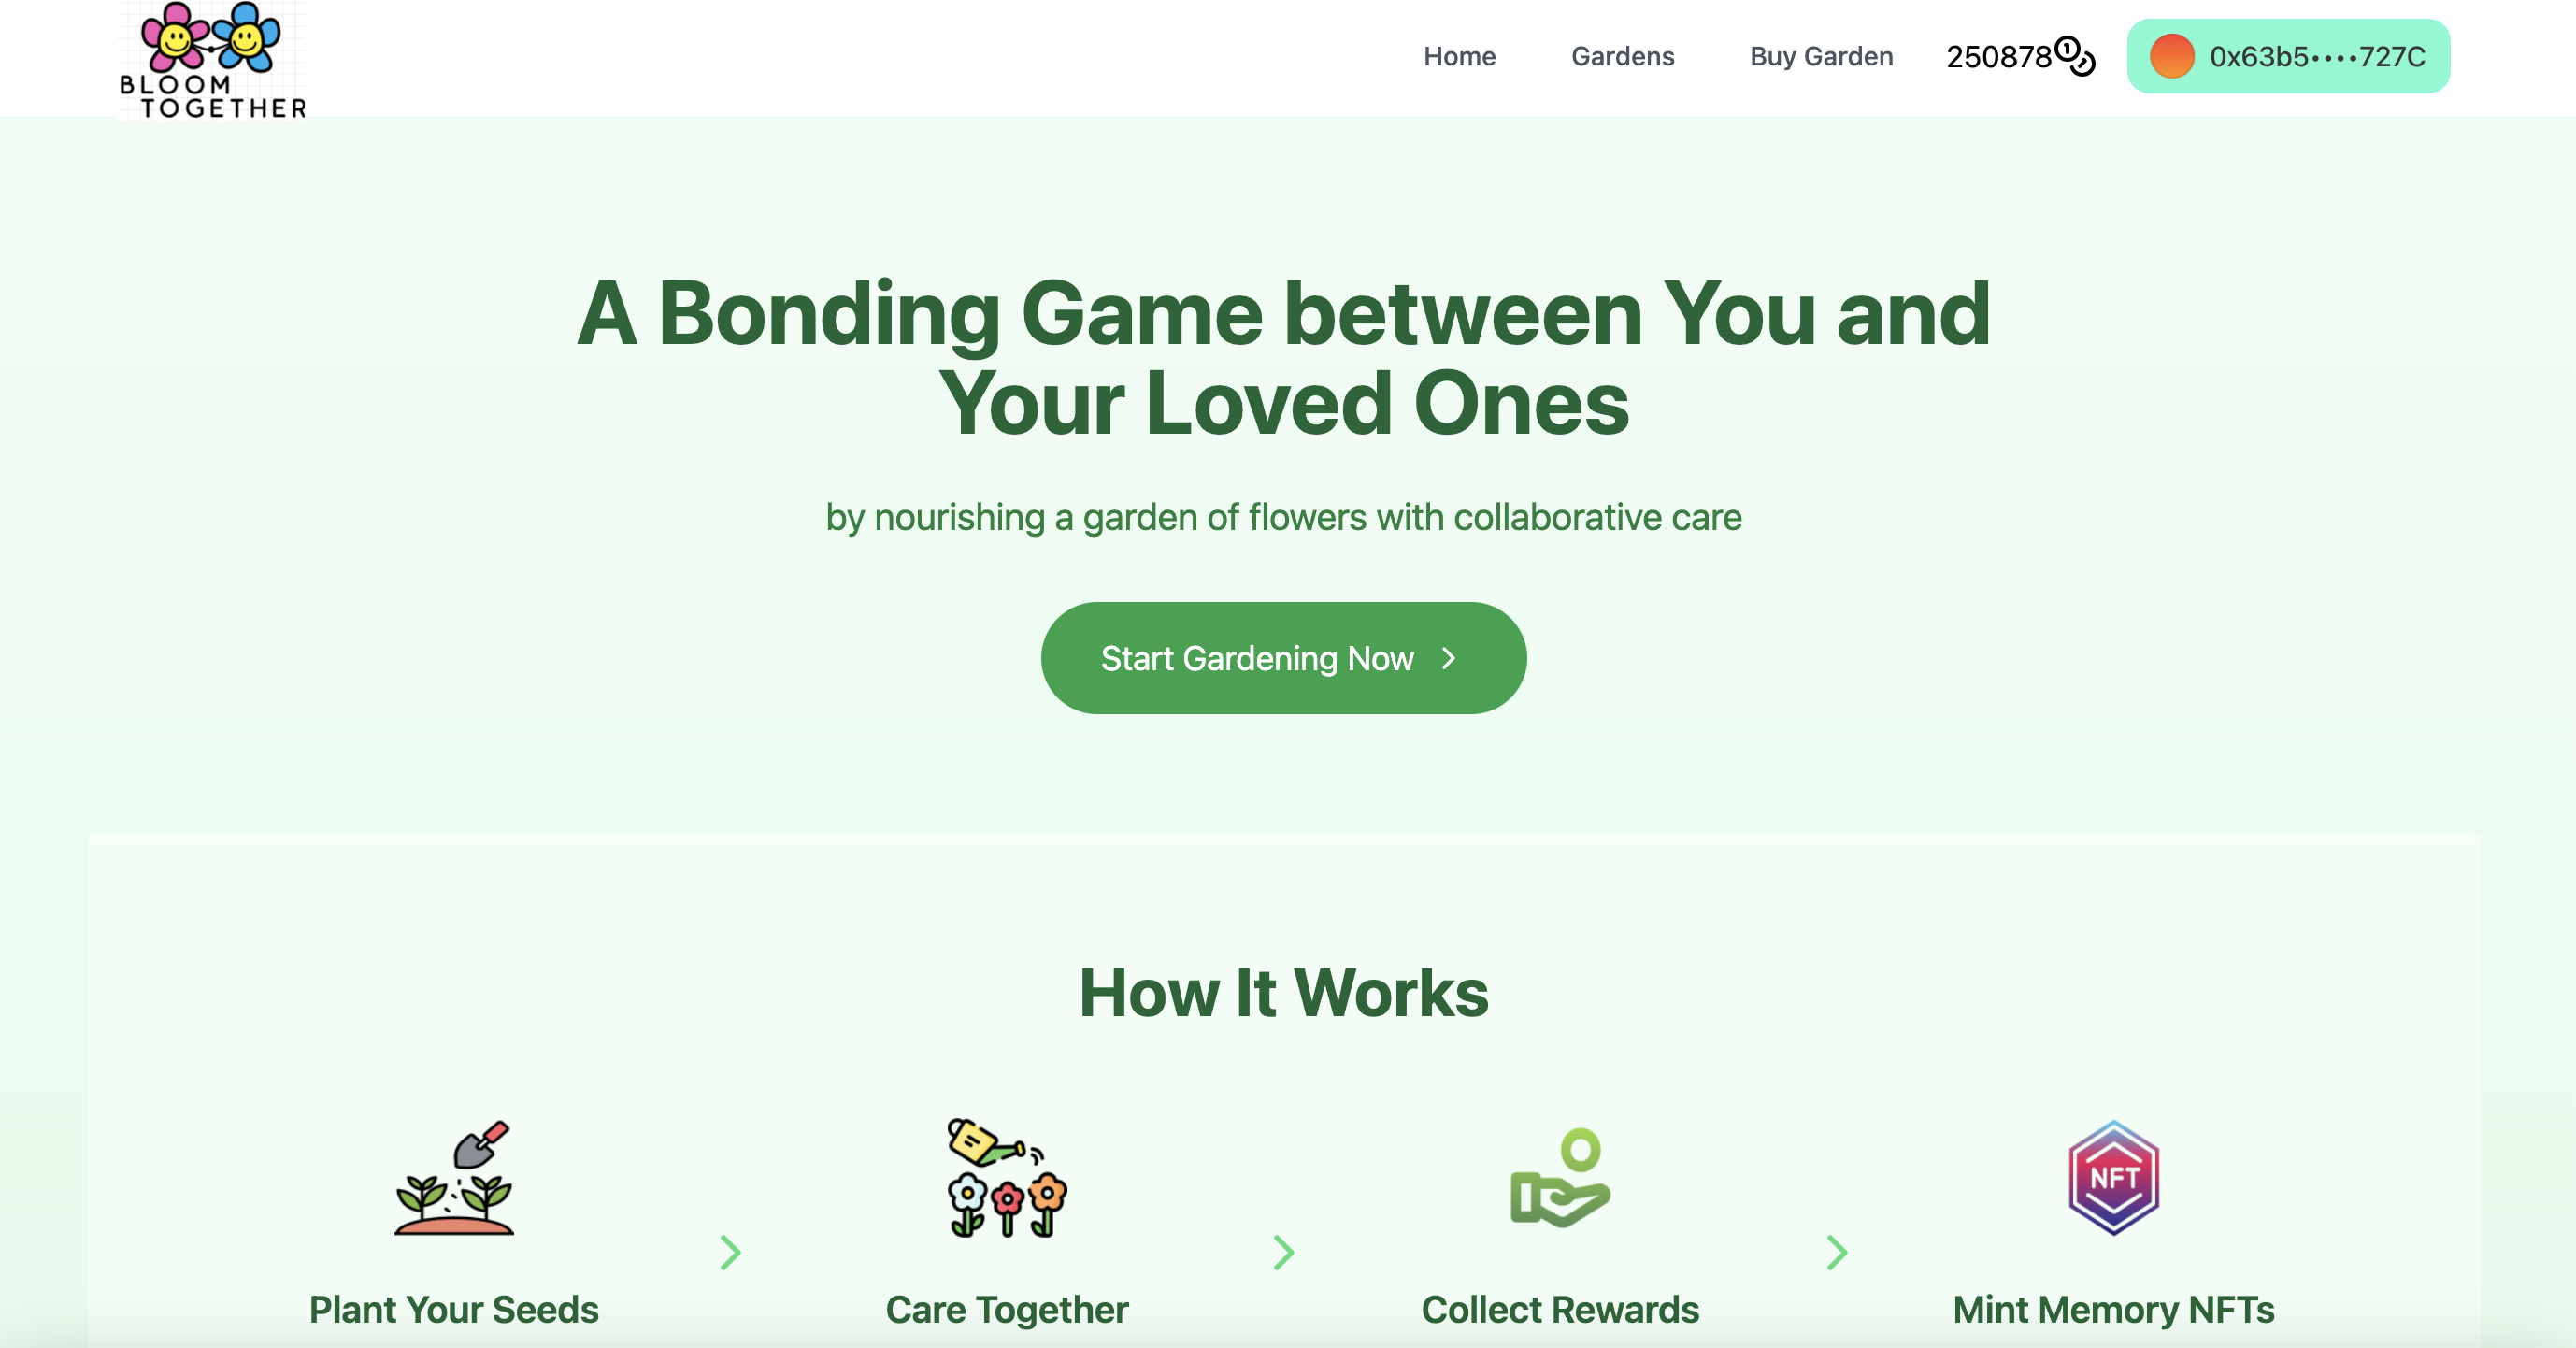 BLOOM
TOGETHER
Home Gardens Buy Garden 250878 0x63b5••••727C
A Bonding Game between You and
Your Loved Ones
by nourishing a garden of flowers with collaborative care
Start Gardening Now
How It Works
NFT
Plant Your Seeds Care Together Collect Rewards Mint Memory NFTs